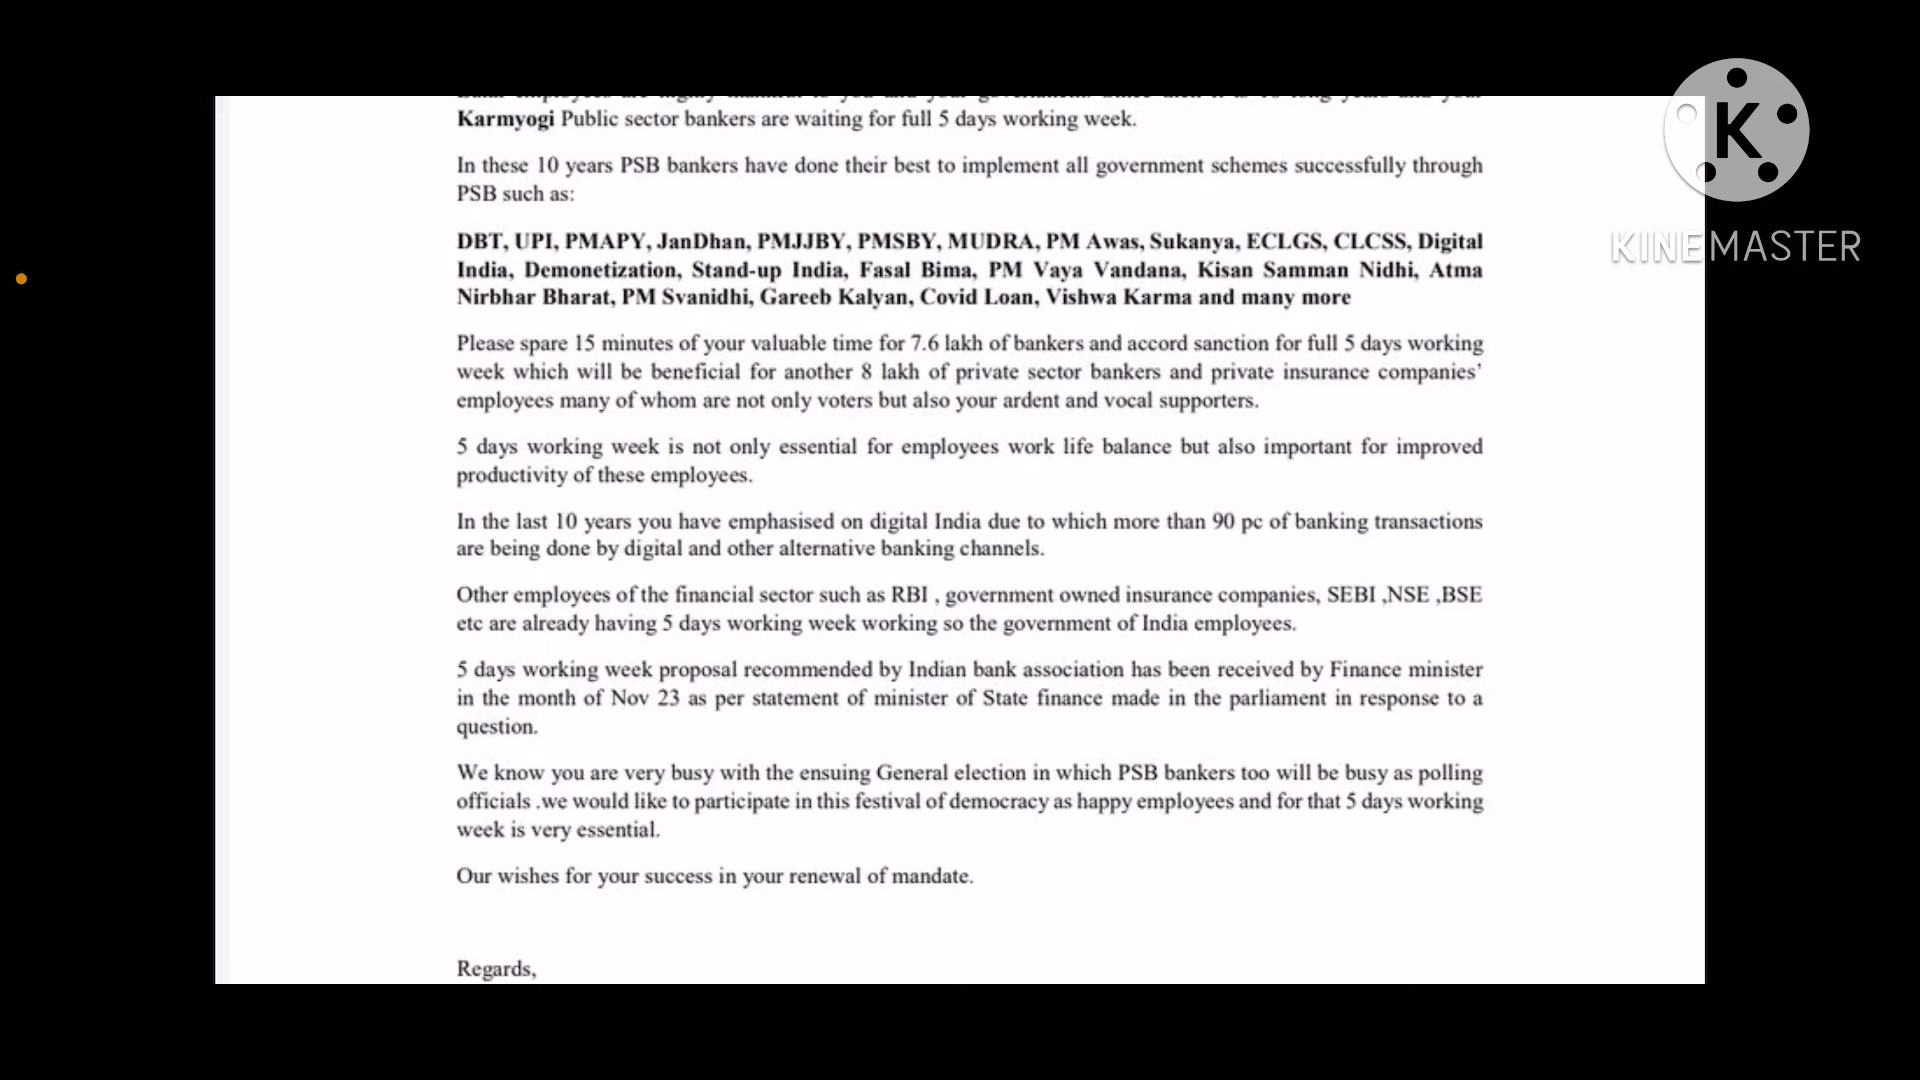 Karmyogi Public sector bankers are waiting for full 5 days working week.
In these 10 years PSB bankers have done their best to implement all government schemes successfully through
PSB such as:
DBT, UPI, PMAPY, JanDhan, PMJJBY, PMSBY, MUDRA, PM Awas, Sukanya, ECLGS, CLCSS, Digital
India, Demonetization, Stand-up India, Fasal Bima, PM Vaya Vandana, Kisan Samman Nidhi, Atma
Nirbhar Bharat, PM Svanidhi, Gareeb Kalyan, Covid Loan, Vishwa Karma and many more
Please spare 15 minutes of your valuable time for 7.6 lakh of bankers and accord sanction for full 5 days working
week which will be beneficial for another 8 lakh of private sector bankers and private insurance companies'
employees many of whom are not only voters but also your ardent and vocal supporters.
5 days working week is not only essential for employees work life balance but also important for improved
productivity of these employees.
In the last 10 years you have emphasised on digital India due to which more than 90 pc of banking transactions
are being done by digital and other alternative banking channels.
Other employees of the financial sector such as RBI , government owned insurance companies, SEBI ,NSE ,BSE
etc are already having 5 days working week working so the government of India employees.
5 days working week proposal recommended by Indian bank association has been received by Finance minister
in the month of Nov 23 as per statement of minister of State finance made in the parliament in response to a
question.
We know you are very busy with the ensuing General election in which PSB bankers too will be busy as polling
officials .we would like to participate in this festival of democracy as happy employees and for that 5 days working
week is very essential.
Our wishes for your success in your renewal of mandate.
Regards,
K
KINEMASTER